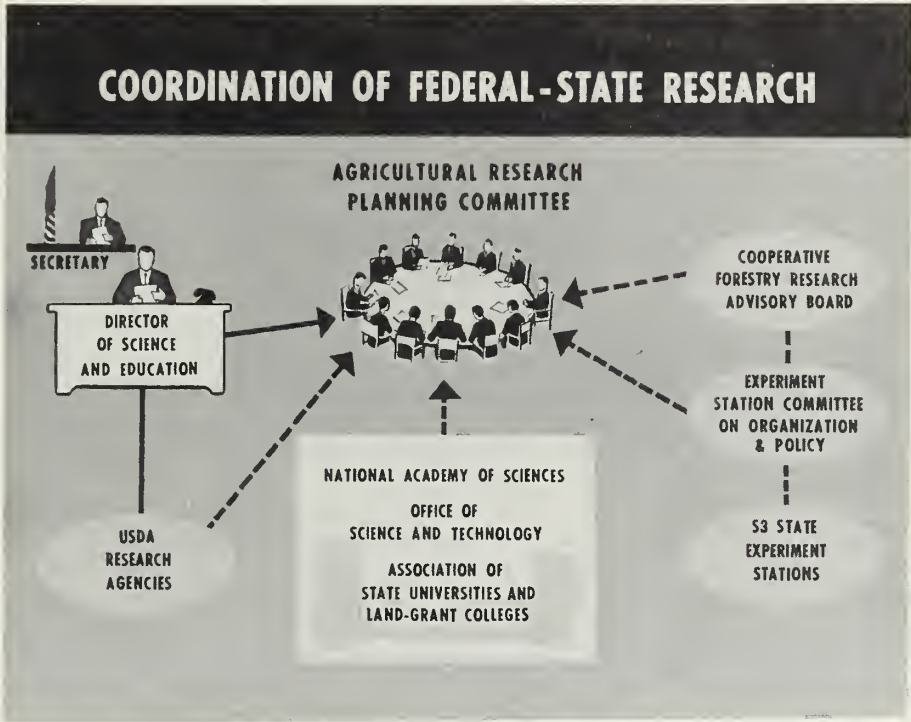 COORDINATION OF FEDERAL-STATE RESEARCH
AGRICULTURAL RESEARCH
PLANNING COMMITTEE
SECRETARY
DIRECTOR
OF SCIENCE
AND EDUCATION
USDA
RESEARCH
AGENCIES
NATIONAL ACADEMY OF SCIENCES
OFFICE OF
SCIENCE AND TECHNOLOGY
ASSOCIATION OF
STATE UNIVERSITIES AND
LAND-GRANT COLLEGES
COOPERATIVE
FORESTRY RESEARCH
ADVISORY BOARD
EXPERIMENT
STATION COMMITTEE
ON ORGANIZATION
& POLICY
53 STATE
EXPERIMENT
STATIONS